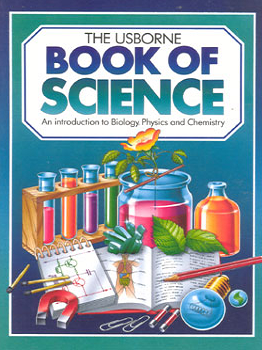 THE USBORNE
BOOK OF
SCIENCE
An introduction to Biology Physics and Chemistry